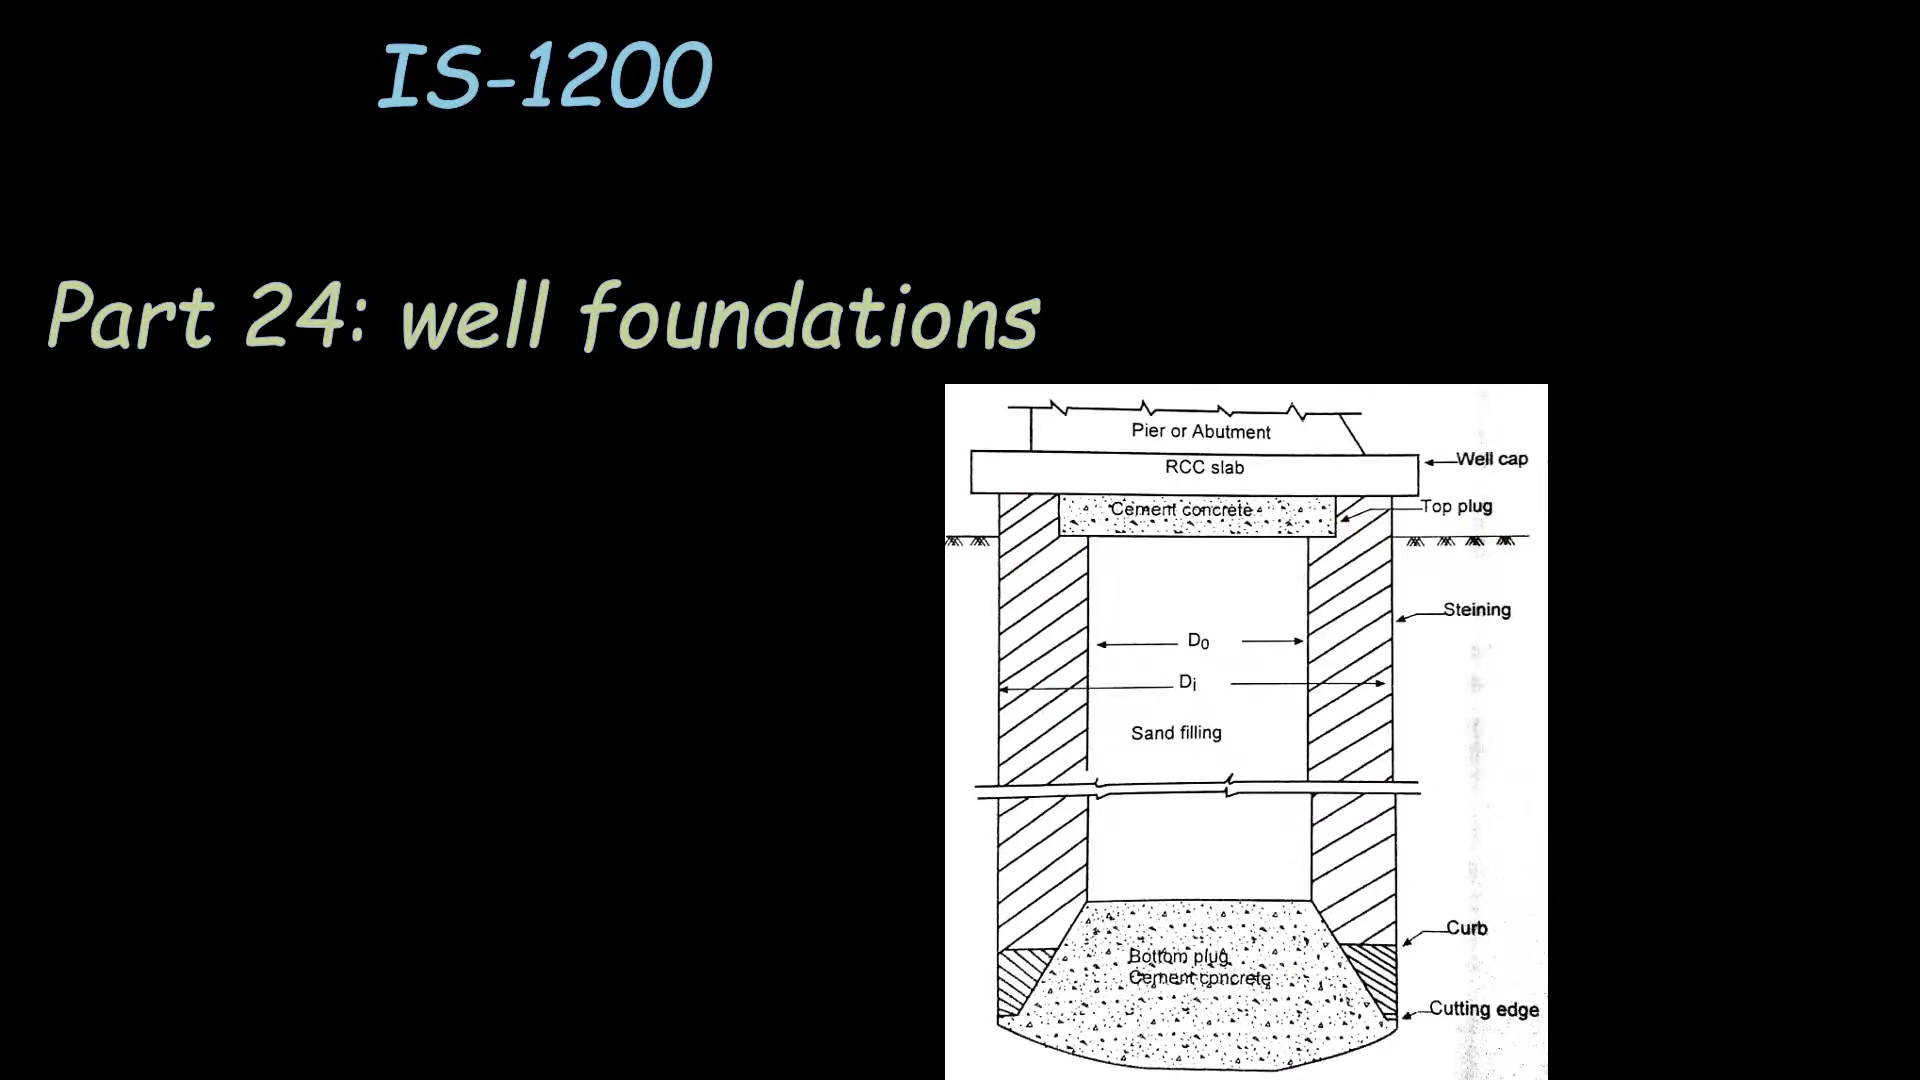 IS-1200
Part 24: well foundations
Pier or Abutment
RCC slab
Well cap
Cement concrete
Top plug
Steining
D₀
Dᵢ
Sand filling
Curb
Bottom plug
Cement concrete
Cutting edge